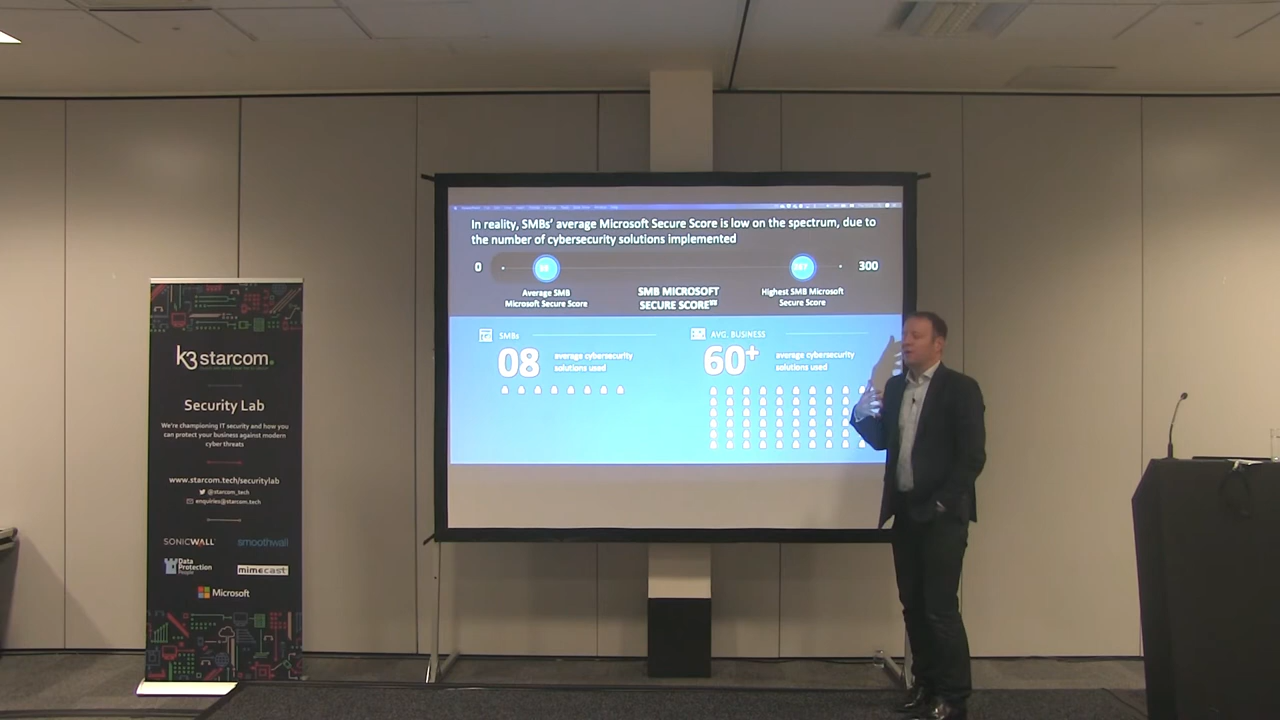 In reality, SMBs' average Microsoft Secure Score is low on the spectrum, due to
the number of cybersecurity solutions implemented
0
300
Average SMB
Microsoft Secure Score
SMB MICROSOFT
SECURE SCORE
Highest SMB Microsoft
Secure Score
SMBs
08
average cybersecurity
solutions used
AVG. BUSINESS
60+
average cybersecurity
solutions used
k3starcom.
Security Lab
We're championing IT security and how you
can protect your business against modern
cyber threats
www.starcom.tech/securitylab
@starcom_tech
enquiries@starcom.tech
SONICWALL
smoothwall
Data
Protection
People
mimecast
Microsoft